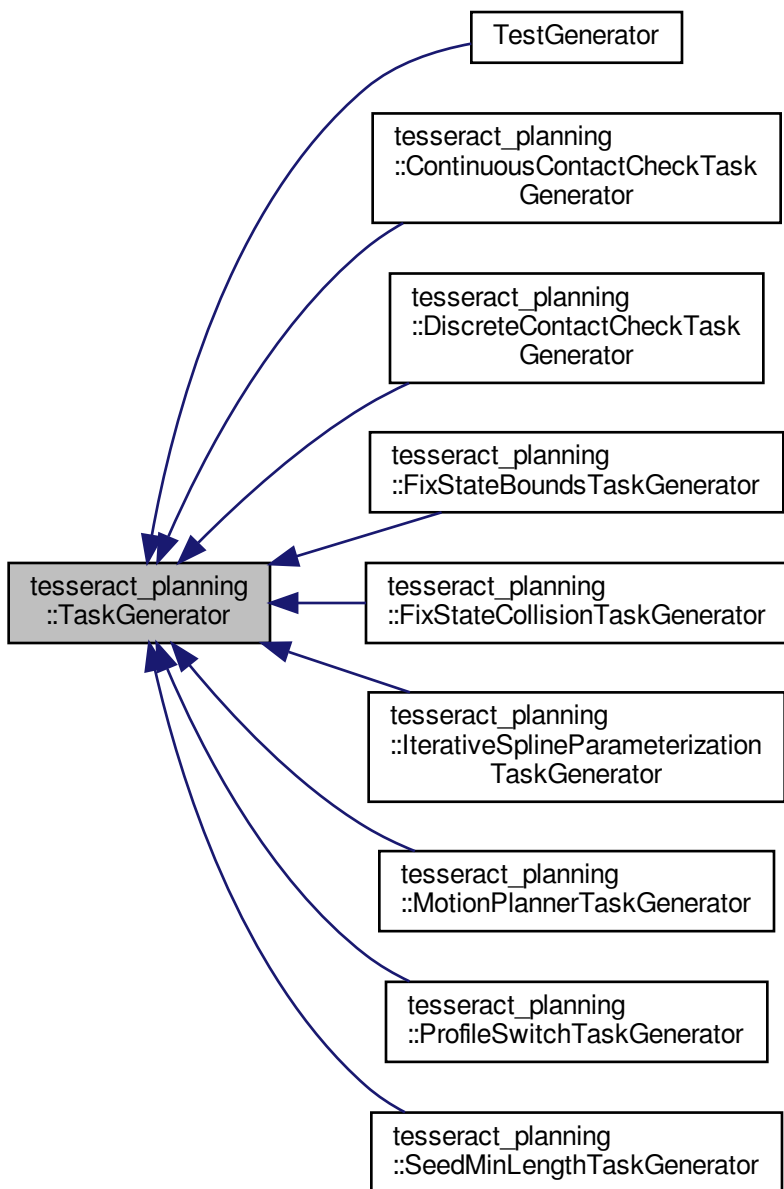 TestGenerator
tesseract_planning
::ContinuousContactCheckTask
Generator
tesseract_planning
::DiscreteContactCheckTask
Generator
tesseract_planning
::FixStateBoundsTaskGenerator
tesseract_planning
::TaskGenerator
tesseract_planning
::FixStateCollisionTaskGenerator
tesseract_planning
::IterativeSplineParameterization
TaskGenerator
tesseract_planning
::MotionPlannerTaskGenerator
tesseract_planning
::ProfileSwitchTaskGenerator
tesseract_planning
::SeedMinLengthTaskGenerator